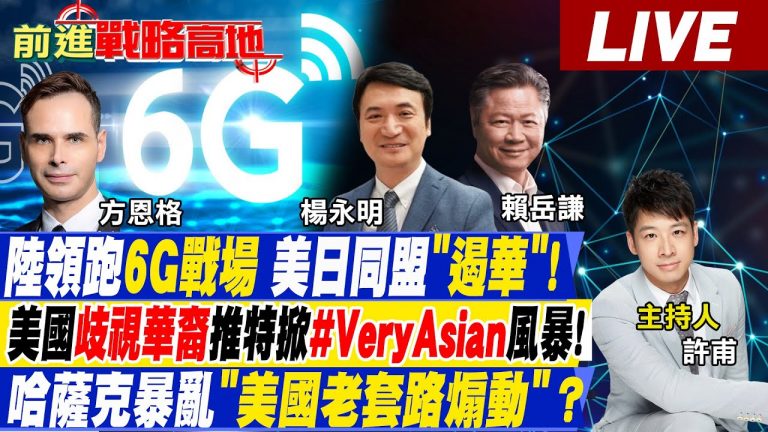 前進戰略高地
LIVE
6G
方恩格
楊永明
賴岳謙
陸領跑6G戰場 美日同盟"遏華"!
主持人
許甫
美國歧視華裔推特掀#VeryAsian風暴!
哈薩克暴亂"美國老套路煽動"?